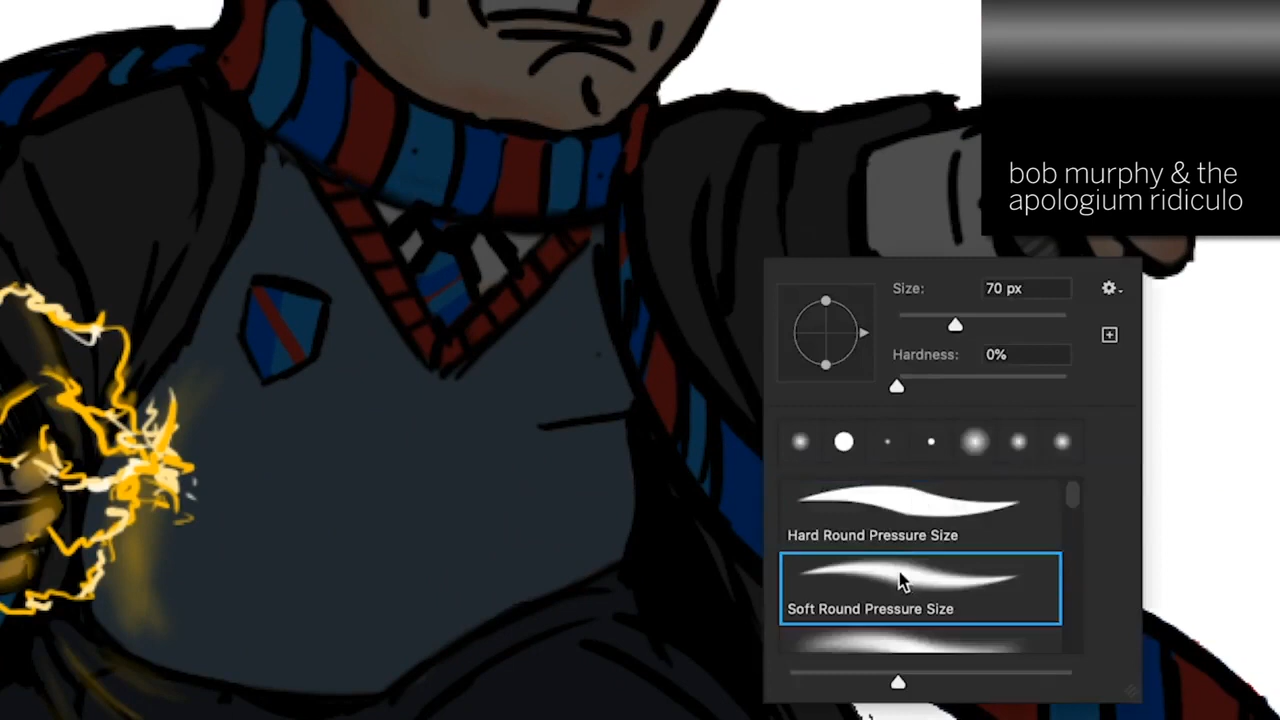 bob murphy & the
apologium ridiculo
Size: 70 px
Hardness: 0%
Hard Round Pressure Size
Soft Round Pressure Size